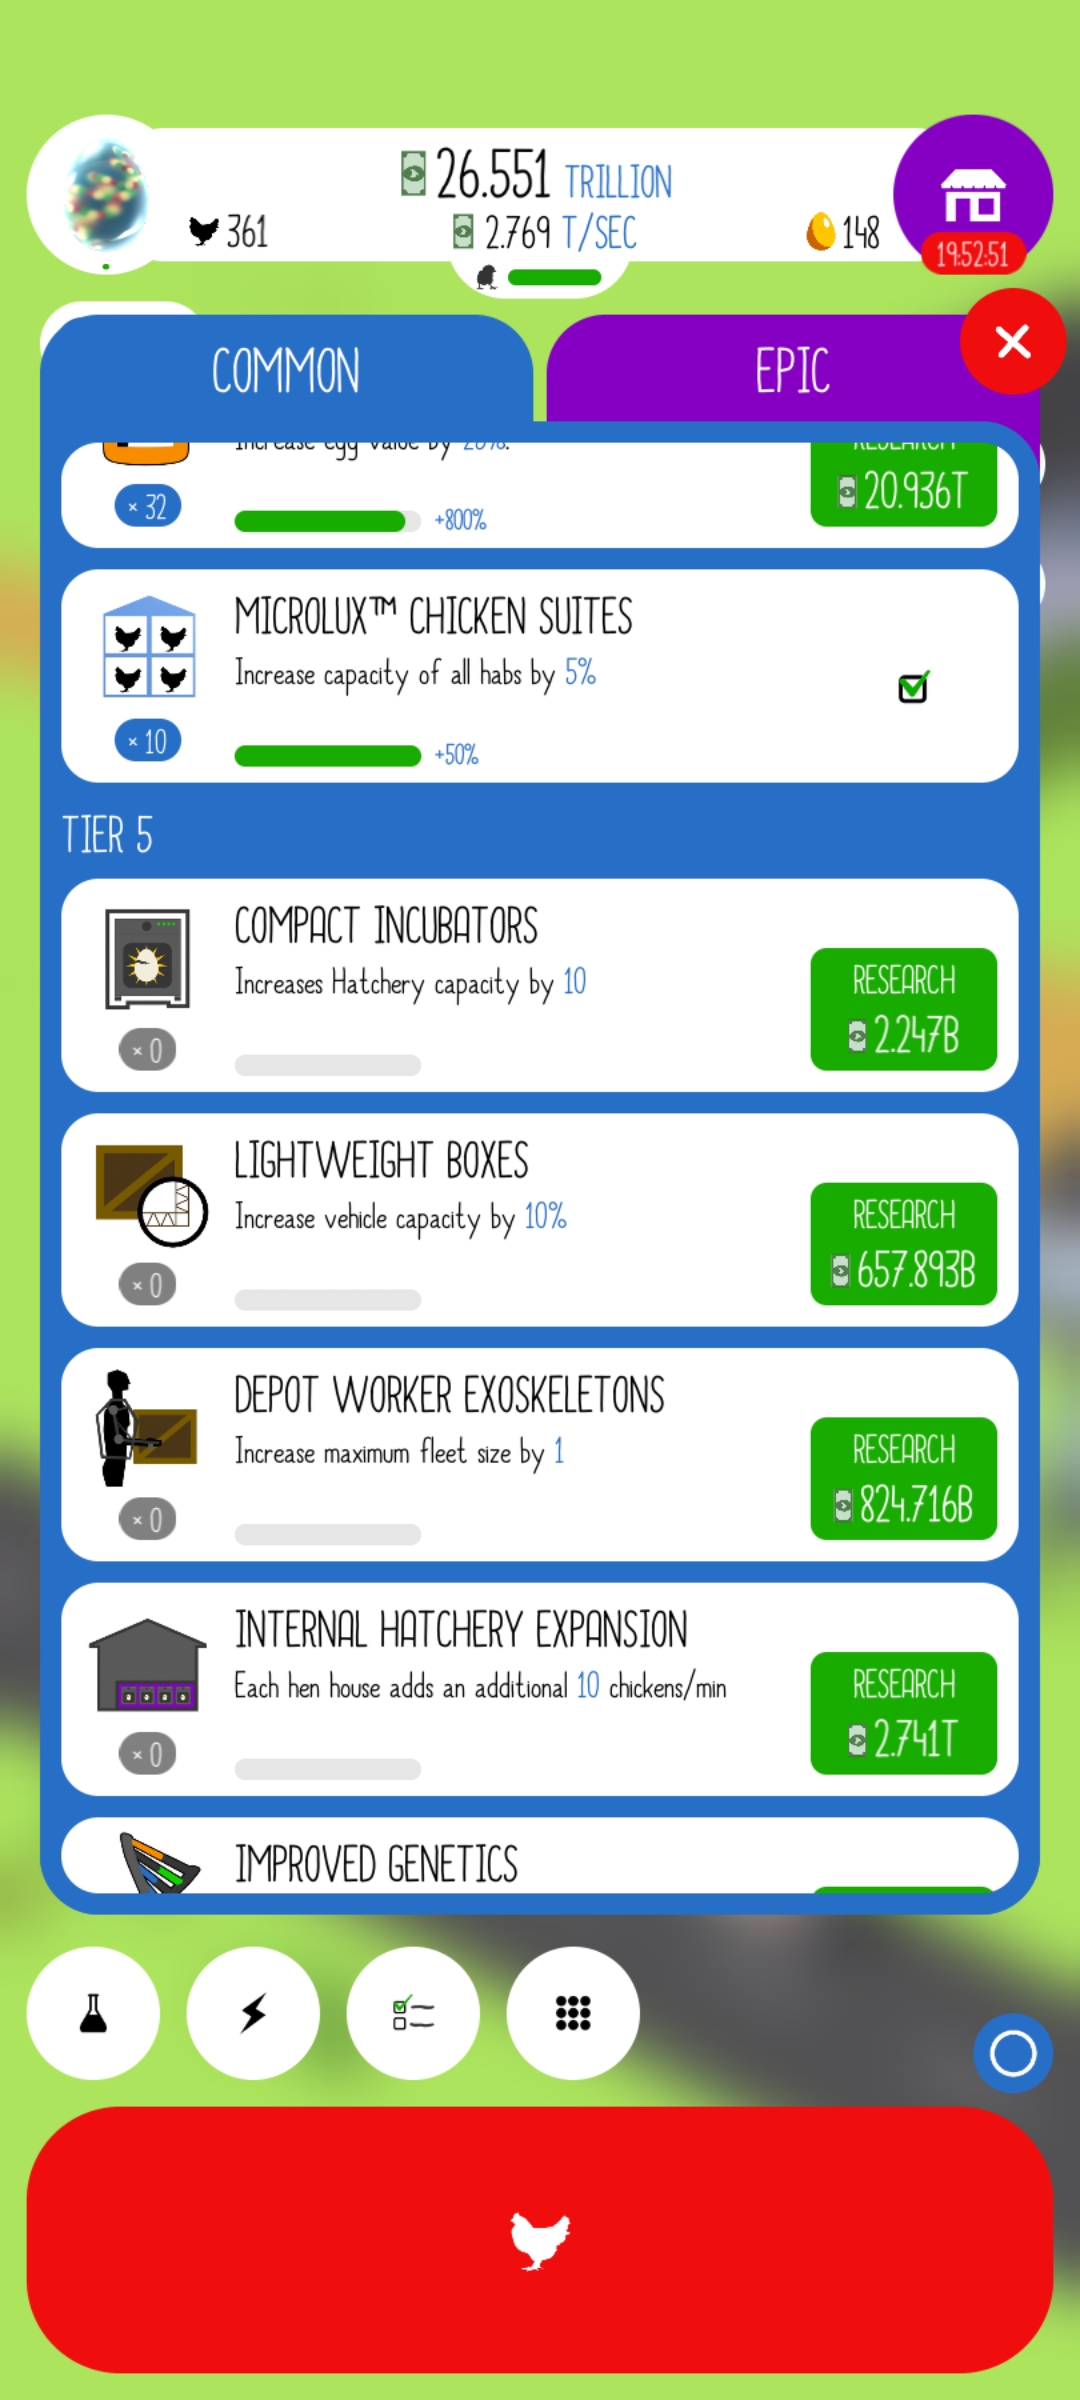 26.551 TRILLION
361
2.769 T/SEC
148
19:52:51
COMMON
EPIC
Increase egg value by
RESEARCH
20.936T
× 32
+800%
MICROLUX™ CHICKEN SUITES
Increase capacity of all habs by 5%
× 10
+50%
TIER 5
COMPACT INCUBATORS
Increases Hatchery capacity by 10
RESEARCH
2.247B
× 0
LIGHTWEIGHT BOXES
Increase vehicle capacity by 10%
RESEARCH
657.893B
× 0
DEPOT WORKER EXOSKELETONS
Increase maximum fleet size by 1
RESEARCH
824.716B
× 0
INTERNAL HATCHERY EXPANSION
Each hen house adds an additional 10 chickens/min
RESEARCH
2.741T
× 0
IMPROVED GENETICS